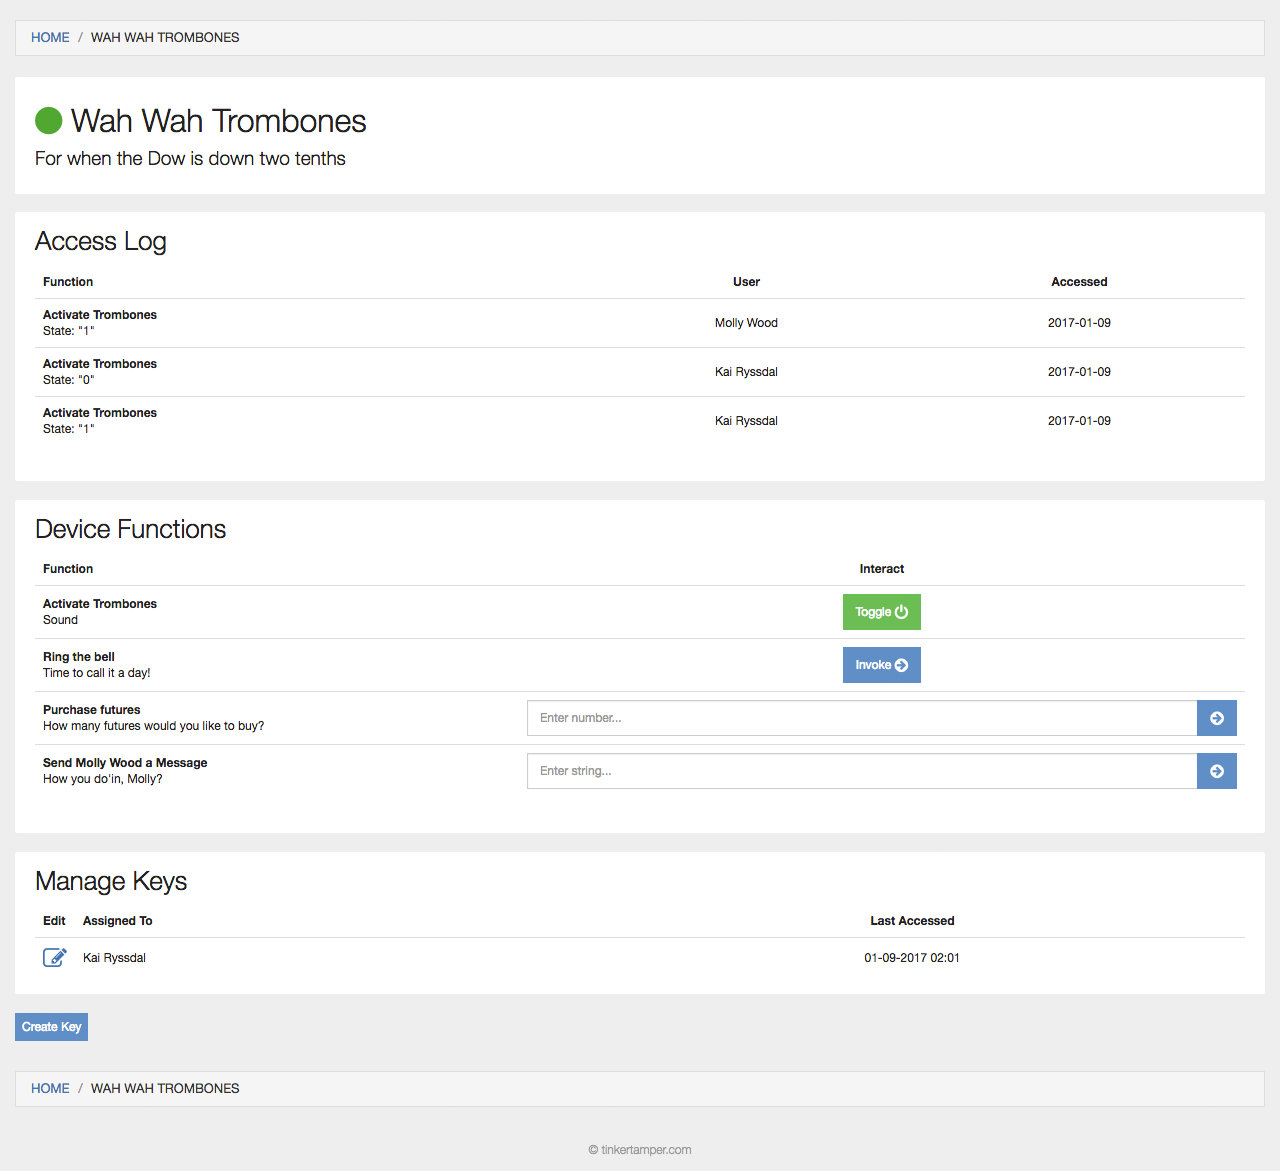 HOME / WAH WAH TROMBONES
Wah Wah Trombones
For when the Dow is down two tenths
Access Log
Function User Accessed
Activate Trombones
State: "1"
Molly Wood 2017-01-09
Activate Trombones
State: "0"
Kai Ryssdal 2017-01-09
Activate Trombones
State: "1"
Kai Ryssdal 2017-01-09
Device Functions
Function Interact
Activate Trombones
Sound
Toggle
Ring the bell
Time to call it a day!
Invoke
Purchase futures
How many futures would you like to buy?
Enter number...
Send Molly Wood a Message
How you do'in, Molly?
Enter string...
Manage Keys
Edit Assigned To Last Accessed
Kai Ryssdal 01-09-2017 02:01
Create Key
HOME / WAH WAH TROMBONES
© tinkertamper.com